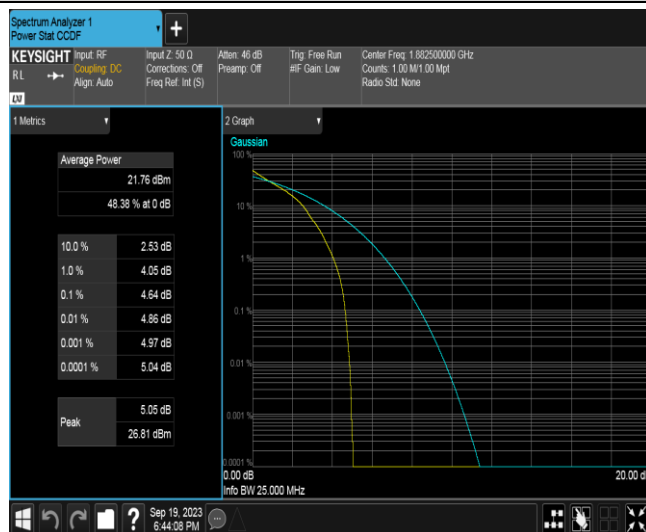 Spectrum Analyzer 1
Power Stat CCDF
+
KEYSIGHT
RL
LXI
Input: RF
Coupling: DC
Align: Auto
Input Z: 50 Ω
Corrections: Off
Freq Ref: Int (S)
Atten: 46 dB
Preamp: Off
Trig: Free Run
#IF Gain: Low
Center Freq: 1.882500000 GHz
Counts: 1.00 M/1.00 Mpt
Radio Std: None
1 Metrics
Average Power
21.76 dBm
48.38 % at 0 dB
10.0 % 2.53 dB
1.0 % 4.05 dB
0.1 % 4.64 dB
0.01 % 4.86 dB
0.001 % 4.97 dB
0.0001 % 5.04 dB
Peak
5.05 dB
26.81 dBm
2 Graph
Gaussian
100 %
10 %
1 %
0.1 %
0.01 %
0.001 %
0.0001 %
0.00 dB
20.00 d
Info BW 25.000 MHz
?
Sep 19, 2023
6:44:08 PM